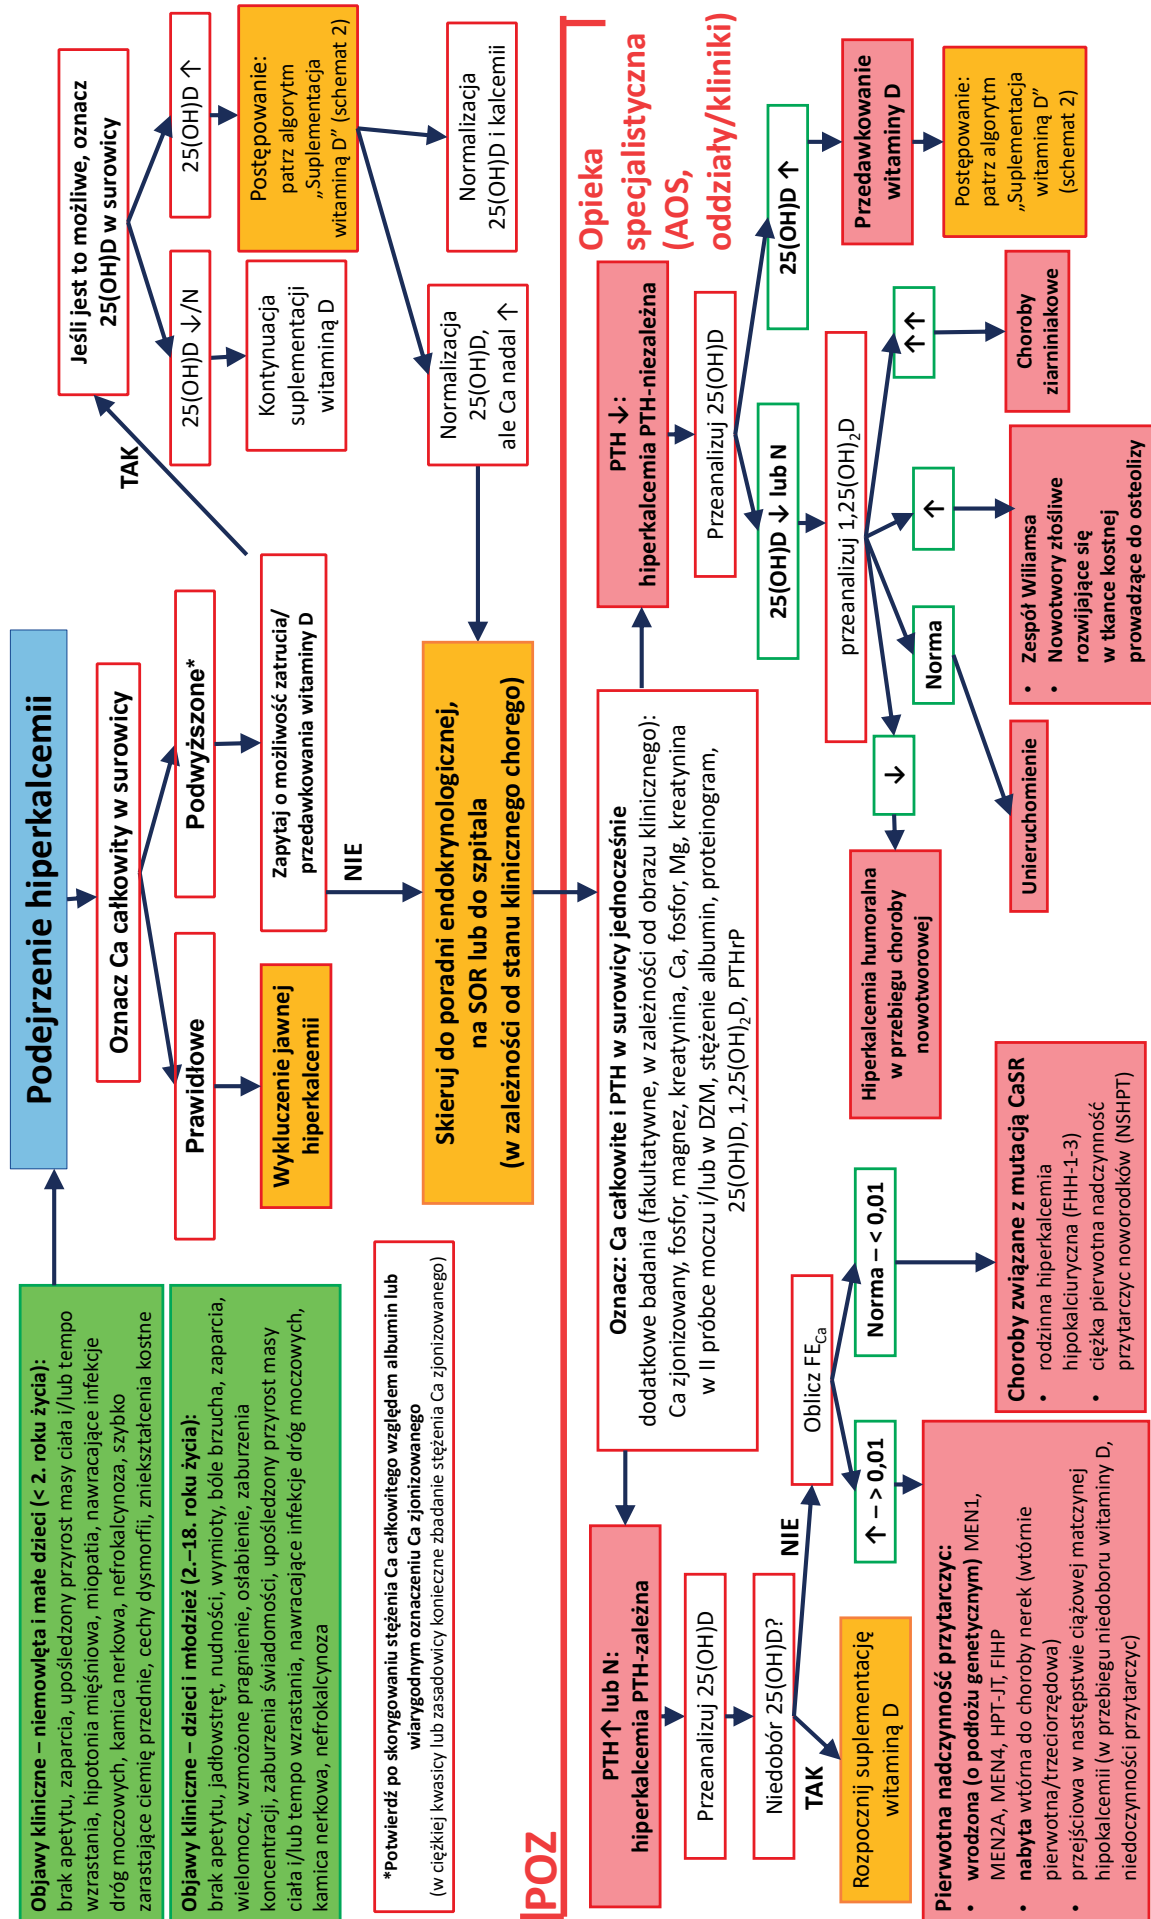 Podejrzenie hiperkalcemii
Objawy kliniczne – niemowlęta i małe dzieci (< 2. roku życia):
brak apetytu, zaparcia, upośledzony przyrost masy ciała i/lub tempo
wzrastania, hipotonia mięśniowa, miopatia, nawracające infekcje
dróg moczowych, kamica nerkowa, nefrokalcynoza, szybko
zarastające ciemię przednie, cechy dysmorfii, zniekształcenia kostne
Objawy kliniczne – dzieci i młodzież (2.–18. roku życia):
brak apetytu, jadłowstręt, nudności, wymioty, bóle brzucha, zaparcia,
wielomocz, wzmożone pragnienie, osłabienie, zaburzenia
koncentracji, zaburzenia świadomości, upośledzony przyrost masy
ciała i/lub tempo wzrastania, nawracające infekcje dróg moczowych,
kamica nerkowa, nefrokalcynoza
Oznacz Ca całkowity w surowicy
Prawidłowe
Podwyższone*
Wykluczenie jawnej
hiperkalcemii
Zapytaj o możliwość zatrucia/
przedawkowania witaminy D
TAK
NIE
Jeśli jest to możliwe, oznacz
25(OH)D w surowicy
25(OH)D ↓/N
25(OH)D ↑
Kontynuacja
suplementacji
witaminą D
Postępowanie:
patrz algorytm
„Suplementacja
witaminą D” (schemat 2)
Normalizacja
25(OH)D,
ale Ca nadal ↑
Normalizacja
25(OH)D i kalcemii
*Potwierdź po skorygowaniu stężenia Ca całkowitego względem albumin lub
wiarygodnym oznaczeniu Ca zjonizowanego
(w ciężkiej kwasicy lub zasadowicy konieczne zbadanie stężenia Ca zjonizowanego)
Skieruj do poradni endokrynologicznej,
na SOR lub do szpitala
(w zależności od stanu klinicznego chorego)
POZ
Opieka
specjalistyczna
(AOS,
oddziały/kliniki)
Oznacz: Ca całkowite i PTH w surowicy jednocześnie
dodatkowe badania (fakultatywne, w zależności od obrazu klinicznego):
Ca zjonizowany, fosfor, magnez, kreatynina, Ca, fosfor, Mg, kreatynina
w II próbce moczu i/lub w DZM, stężenie albumin, proteinogram,
25(OH)D, 1,25(OH)₂D, PTHrP
PTH↑ lub N:
hiperkalcemia PTH-zależna
Przeanalizuj 25(OH)D
Niedobór 25(OH)D?
TAK
NIE
Rozpocznij suplementację
witaminą D
Oblicz FE<sub>Ca</sub>
↑ – > 0,01
Norma – < 0,01
Pierwotna nadczynność przytarczyc:
• wrodzona (o podłożu genetycznym) MEN1,
MEN2A, MEN4, HPT-JT, FIHP
• nabyta wtórna do choroby nerek (wtórnie
pierwotna/trzeciorzędowa)
• przejściowa w następstwie ciążowej matczynej
hipokalcemii (w przebiegu niedoboru witaminy D,
niedoczynności przytarczyc)
Choroby związane z mutacją CaSR
• rodzinna hiperkalcemia
hipokalciuryczna (FHH-1-3)
• ciężka pierwotna nadczynność
przytarczyc noworodków (NSHPT)
PTH ↓:
hiperkalcemia PTH-niezależna
Przeanalizuj 25(OH)D
25(OH)D ↓ lub N
25(OH)D ↑
przeanalizuj 1,25(OH)₂D
Przedawkowanie
witaminy D
Postępowanie:
patrz algorytm
„Suplementacja
witaminą D”
(schemat 2)
↓
Norma
↑
↑↑
Hiperkalcemia humoralna
w przebiegu choroby
nowotworowej
Unieruchomienie
• Zespół Wiliamsa
• Nowotwory złośliwe
rozwijające się
w tkance kostnej
prowadzące do osteolizy
Choroby
ziarniniakowe